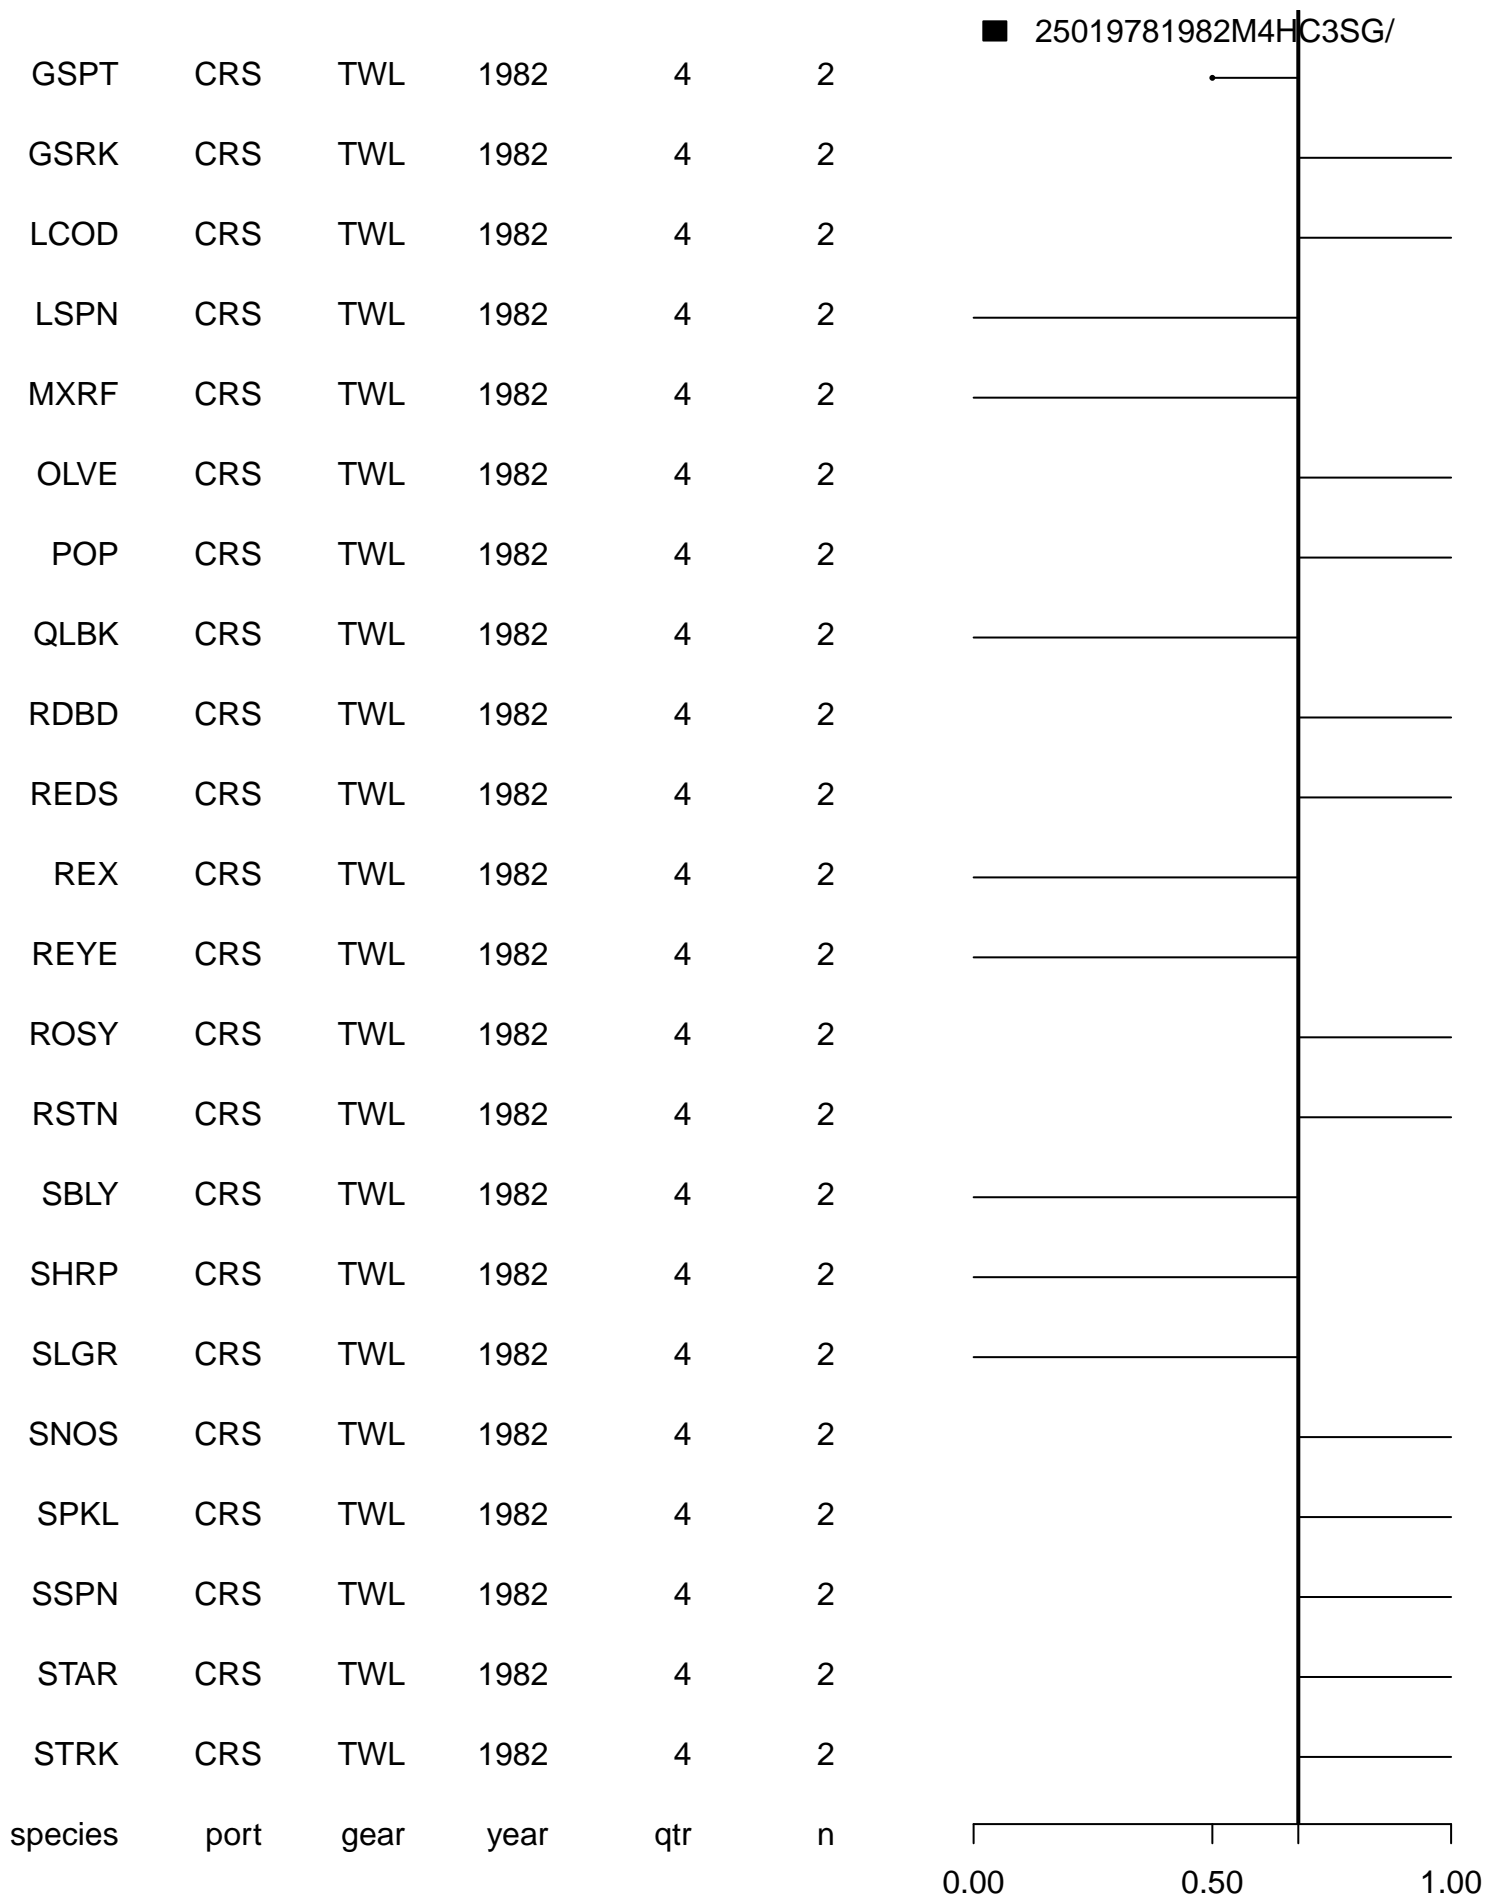 25019781982M4HC3SG/
GSPT CRS TWL 1982 4 2
GSRK CRS TWL 1982 4 2
LCOD CRS TWL 1982 4 2
LSPN CRS TWL 1982 4 2
MXRF CRS TWL 1982 4 2
OLVE CRS TWL 1982 4 2
POP CRS TWL 1982 4 2
QLBK CRS TWL 1982 4 2
RDBD CRS TWL 1982 4 2
REDS CRS TWL 1982 4 2
REX CRS TWL 1982 4 2
REYE CRS TWL 1982 4 2
ROSY CRS TWL 1982 4 2
RSTN CRS TWL 1982 4 2
SBLY CRS TWL 1982 4 2
SHRP CRS TWL 1982 4 2
SLGR CRS TWL 1982 4 2
SNOS CRS TWL 1982 4 2
SPKL CRS TWL 1982 4 2
SSPN CRS TWL 1982 4 2
STAR CRS TWL 1982 4 2
STRK CRS TWL 1982 4 2
species port gear year qtr n
0.00 0.50 1.00